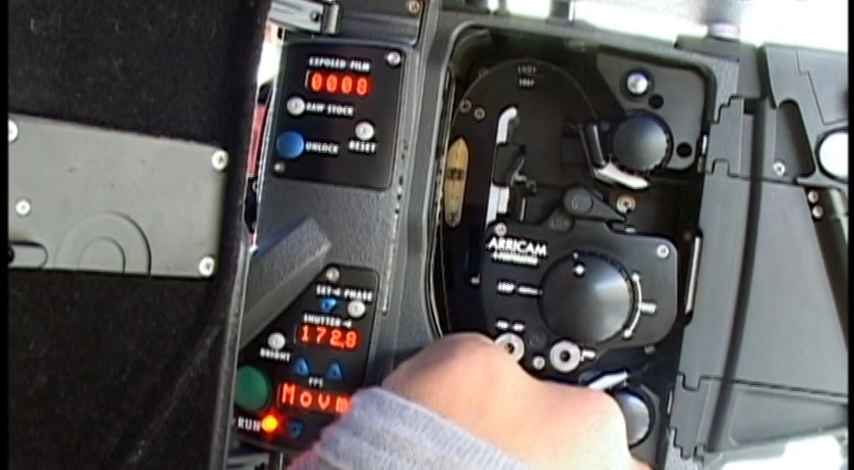 EXPOSED FILM
0000
RAW STOCK
UNLOCK
RESET
ARRICAM
SET-◁ PHASE
SHUTTER-◁
172.8
BRIGHT
FPS
Movm
RUN